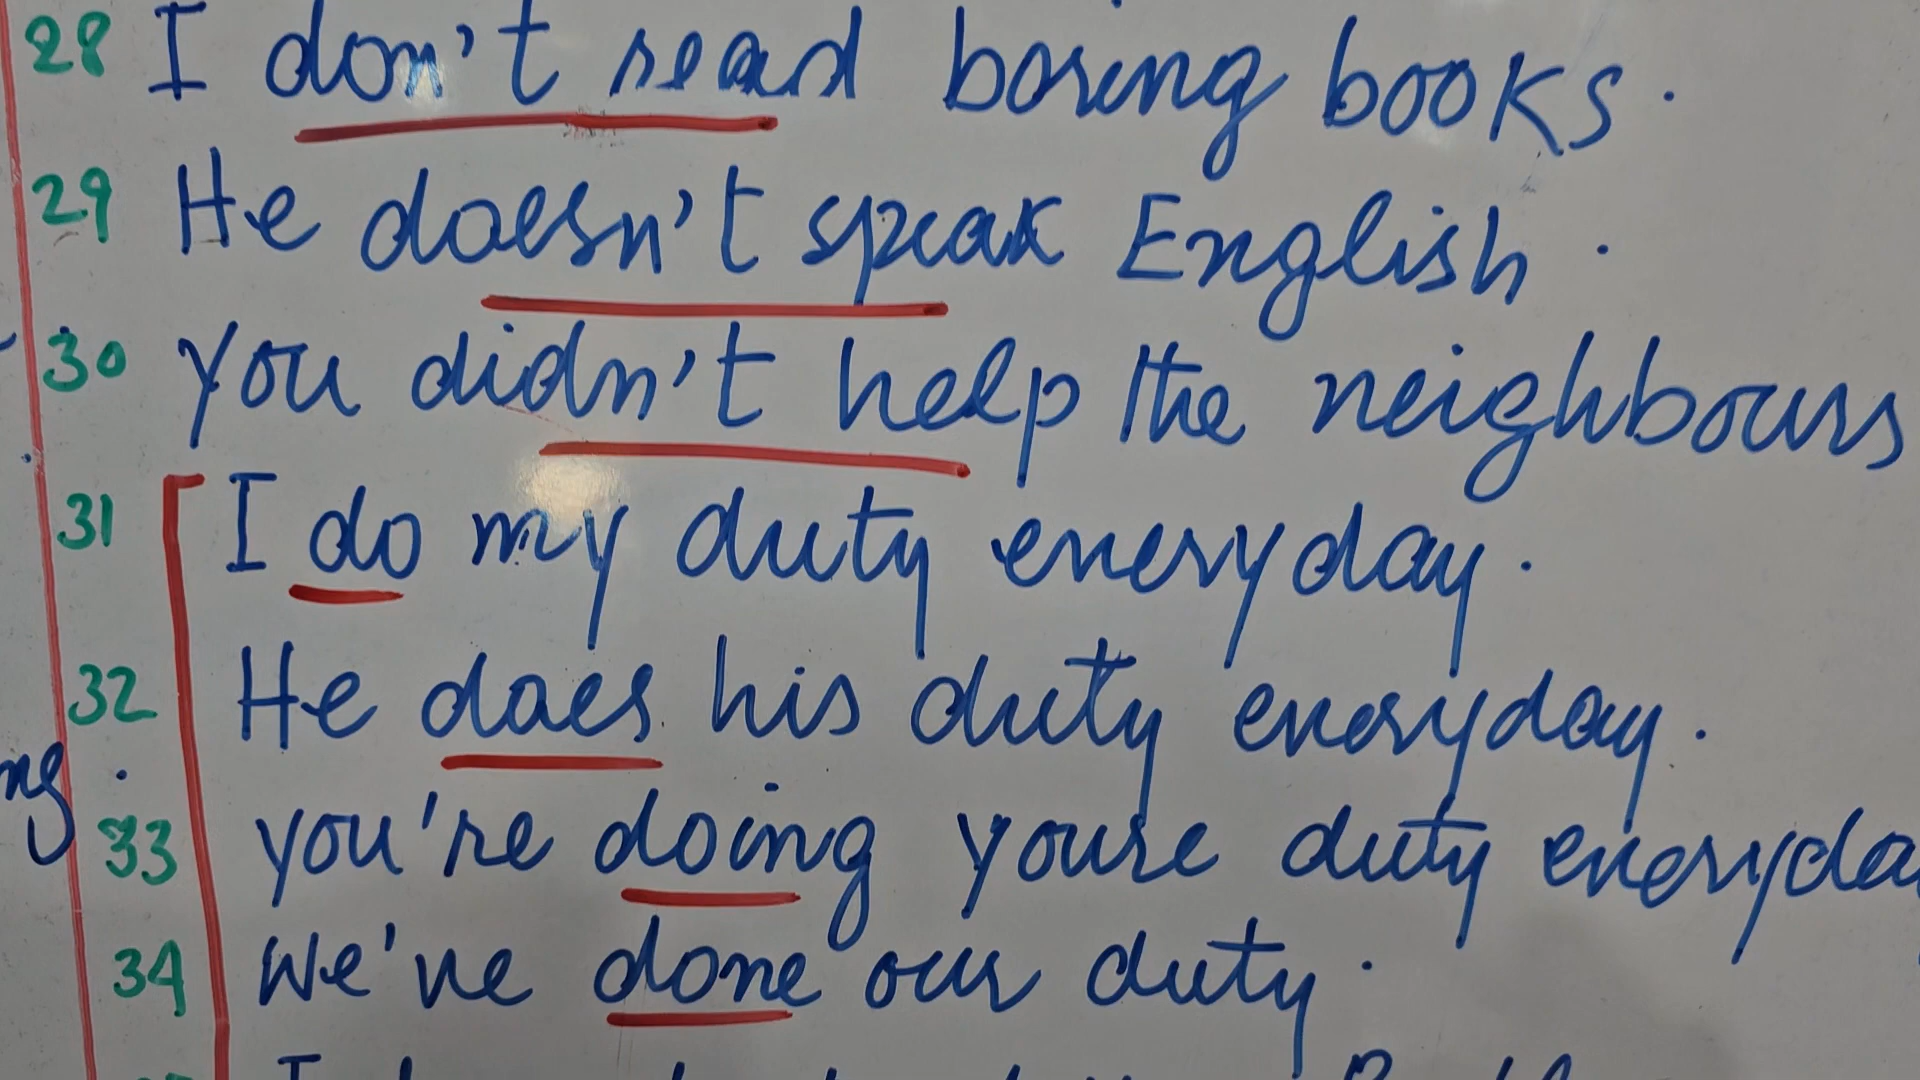 28 I don't read boring books.
29 He doesn't speak English.
30 you didn't help the neighbours
31 I do my duty everyday.
32 He does his duty everyday.
33 you're doing youre duty everyda
34 we've done our duty.